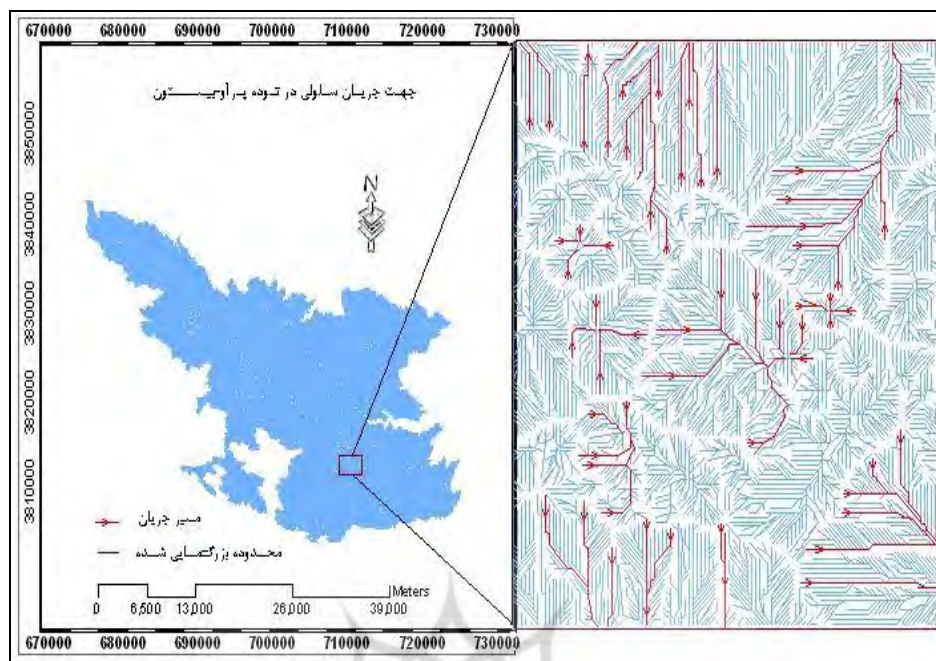 670000 680000 690000 700000 710000 720000 730000
جهت جریان سلولی در توده پرآو-بیستون
N
3850000
3840000
3830000
3820000
3810000
مسیر جریان
محدوده بزرگنمایی شده
Meters
0 6,500 13,000 26,000 39,000
670000 680000 690000 700000 710000 720000 730000